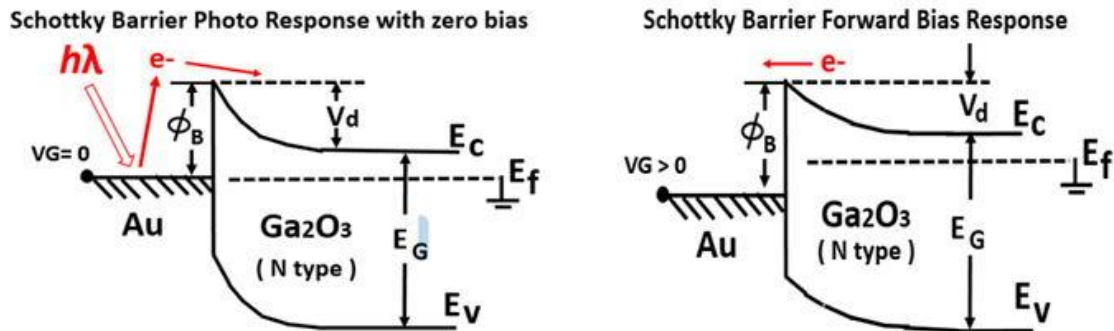 Schottky Barrier Photo Response with zero bias
hλ
e-
ϕB
Vd
VG= 0
Ec
Ef
Au
Ga2O3
( N type )
EG
Ev
Schottky Barrier Forward Bias Response
e-
ϕB
Vd
Ec
VG > 0
Ef
Au
Ga2O3
( N type )
EG
Ev